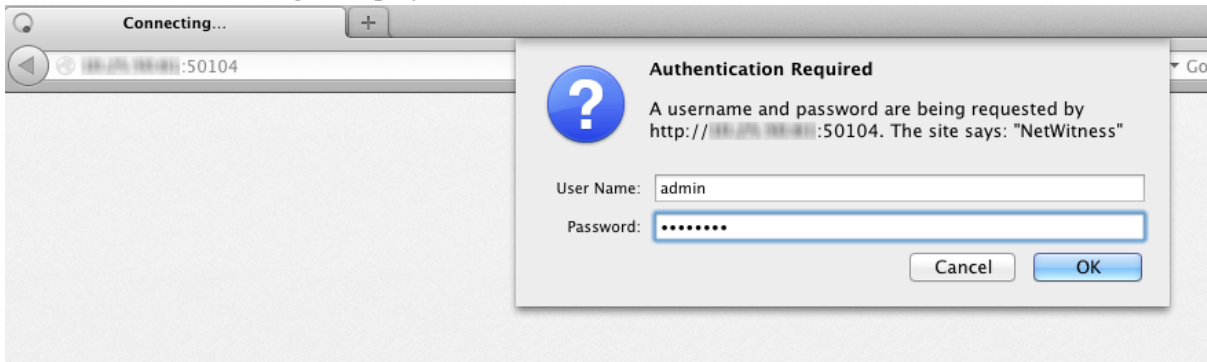 Connecting...
:50104
Go
Authentication Required
A username and password are being requested by
http:// :50104. The site says: "NetWitness"
User Name: admin
Password: ••••••••
Cancel OK